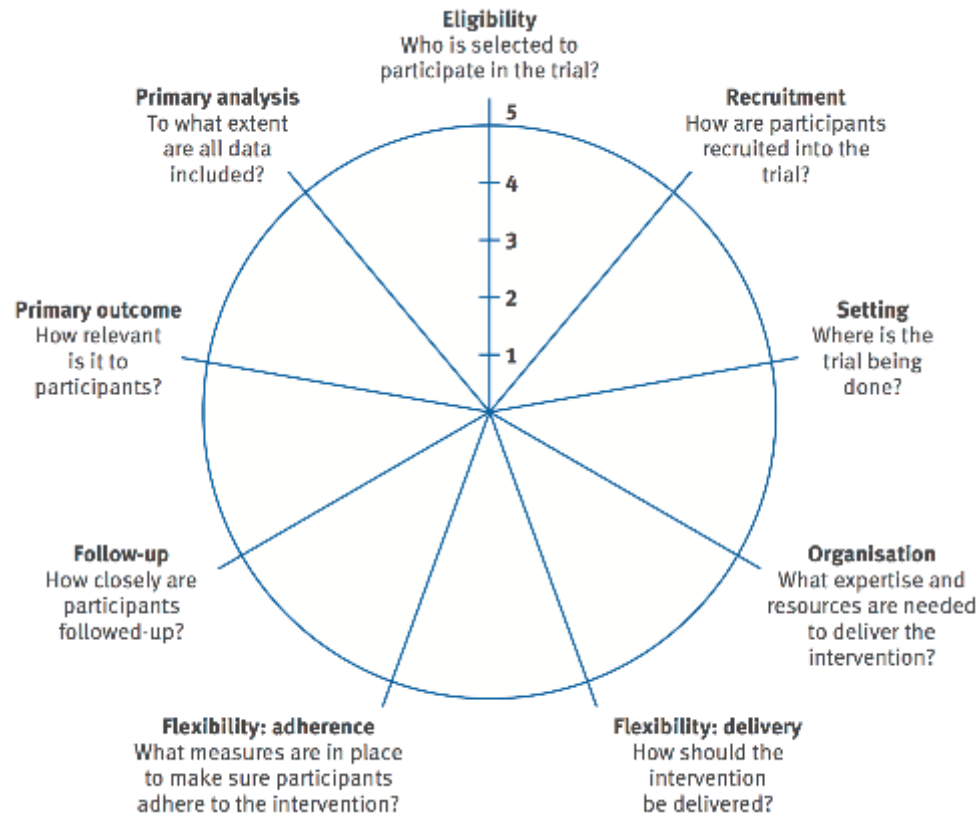 Eligibility
Who is selected to
participate in the trial?
Primary analysis
To what extent
are all data
included?
5
4
3
2
1
Recruitment
How are participants
recruited into the
trial?
Primary outcome
How relevant
is it to
participants?
Setting
Where is the
trial being
done?
Follow-up
How closely are
participants
followed-up?
Organisation
What expertise and
resources are needed
to deliver the
intervention?
Flexibility: adherence
What measures are in place
to make sure participants
adhere to the intervention?
Flexibility: delivery
How should the
intervention
be delivered?